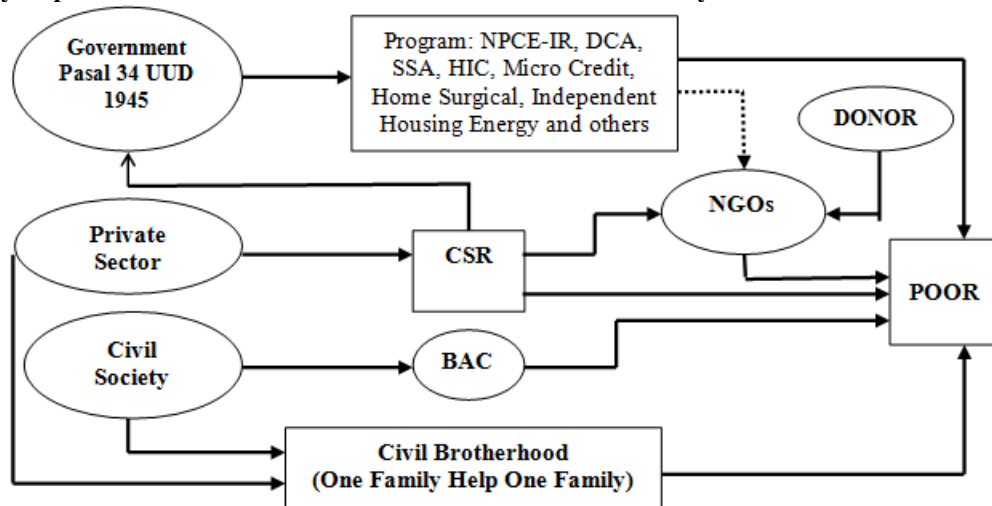 Government
Pasal 34 UUD
1945
Program: NPCE-IR, DCA,
SSA, HIC, Micro Credit,
Home Surgical, Independent
Housing Energy and others
DONOR
NGOs
Private
Sector
CSR
POOR
Civil
Society
BAC
Civil Brotherhood
(One Family Help One Family)